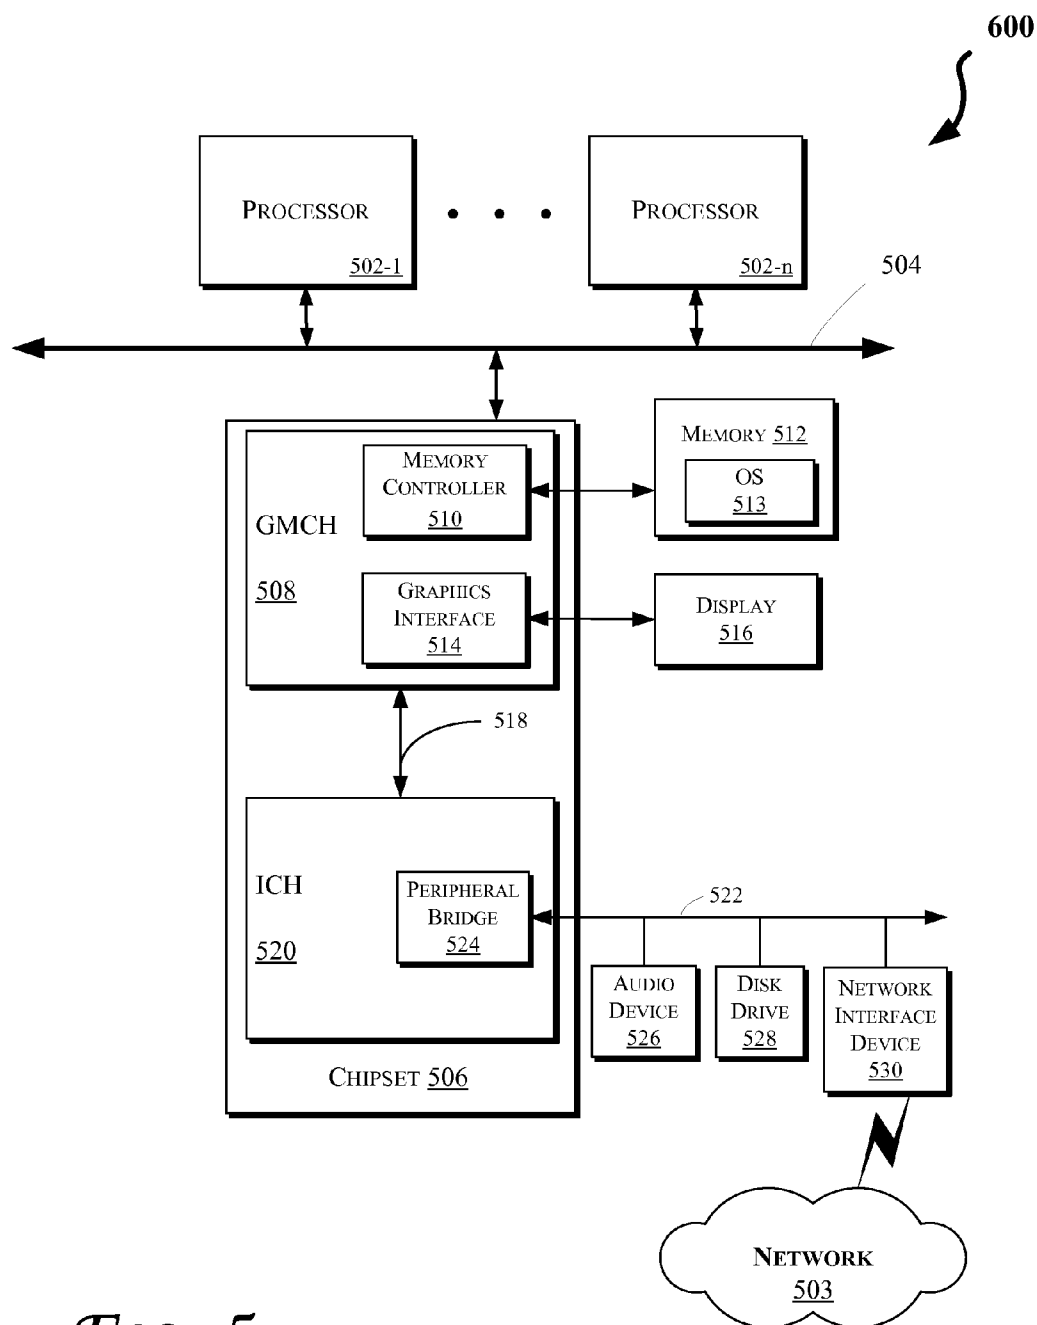 600
PROCESSOR
502-1
PROCESSOR
502-n
504
MEMORY 512
OS
513
MEMORY
CONTROLLER
510
GMCH
508
GRAPHICS
INTERFACE
514
DISPLAY
516
518
ICH
520
PERIPHERAL
BRIDGE
524
522
AUDIO
DEVICE
526
DISK
DRIVE
528
NETWORK
INTERFACE
DEVICE
530
CHIPSET 506
NETWORK
503
FIG. 5